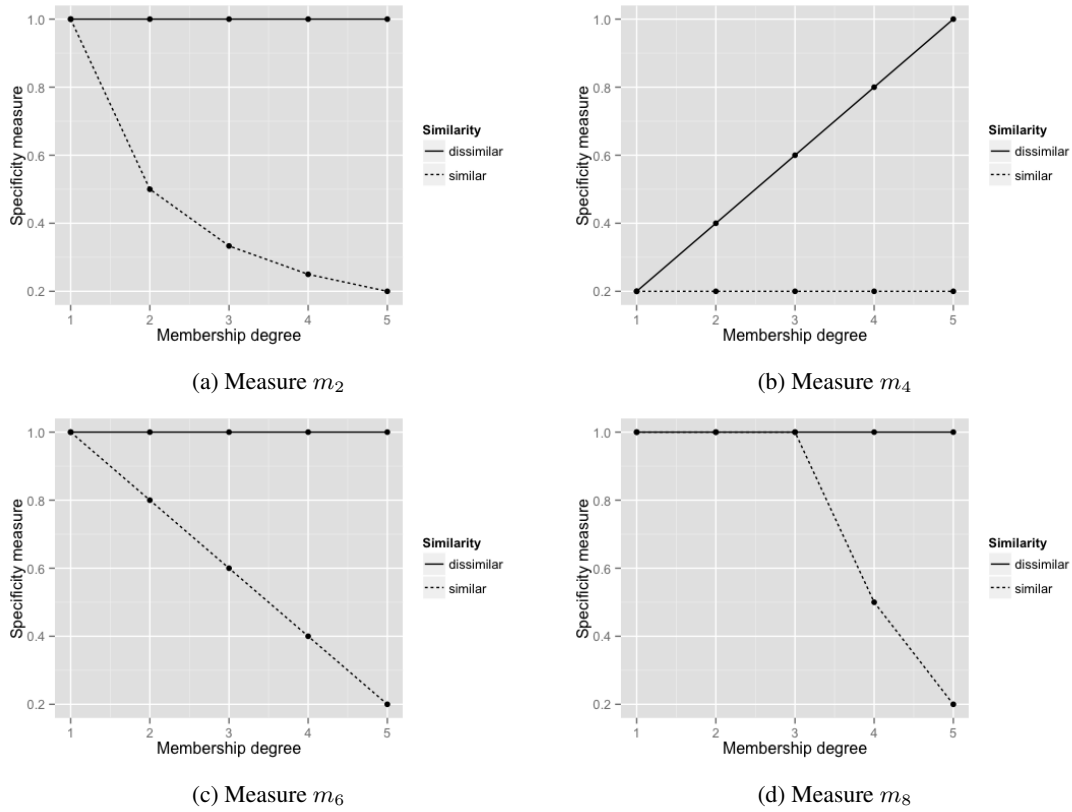 1.0
0.8
0.6
0.4
0.2
Specificity measure
1 2 3 4 5
Membership degree
Similarity
dissimilar
similar
(a) Measure m₂
1.0
0.8
0.6
0.4
0.2
Specificity measure
1 2 3 4 5
Membership degree
Similarity
dissimilar
similar
(b) Measure m₄
1.0
0.8
0.6
0.4
0.2
Specificity measure
1 2 3 4 5
Membership degree
Similarity
dissimilar
similar
(c) Measure m₆
1.0
0.8
0.6
0.4
0.2
Specificity measure
1 2 3 4 5
Membership degree
Similarity
dissimilar
similar
(d) Measure m₈